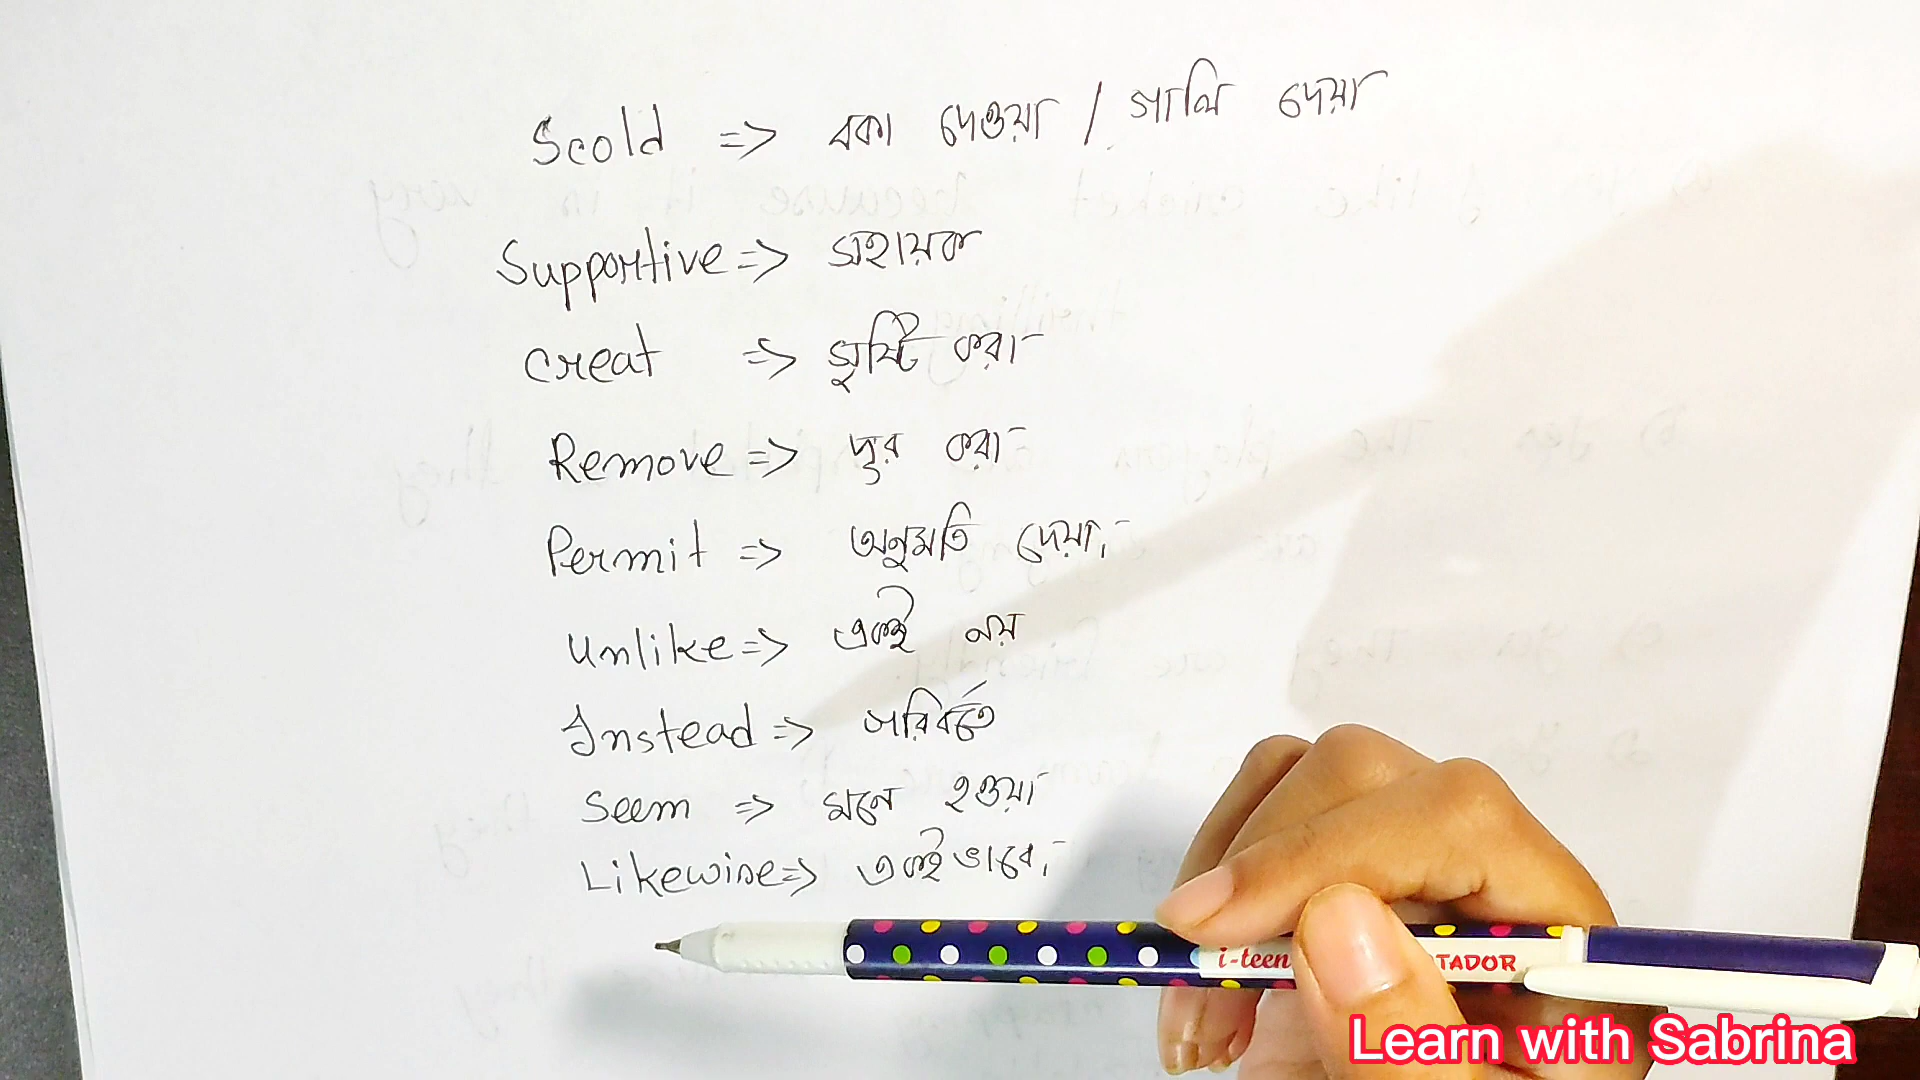 Scold => বকা দেওয়া / গালি দেয়া
Supportive => সহায়ক
Creat => সৃষ্টি করা
Remove => দুর করা
Permit => অনুমতি দেয়া।
Unlike => একই নয়
Instead => পরিবর্তে
Seem => মনে হওয়া
Likewise => একইভাবে।
i-teen
TADOR
Learn with Sabrina